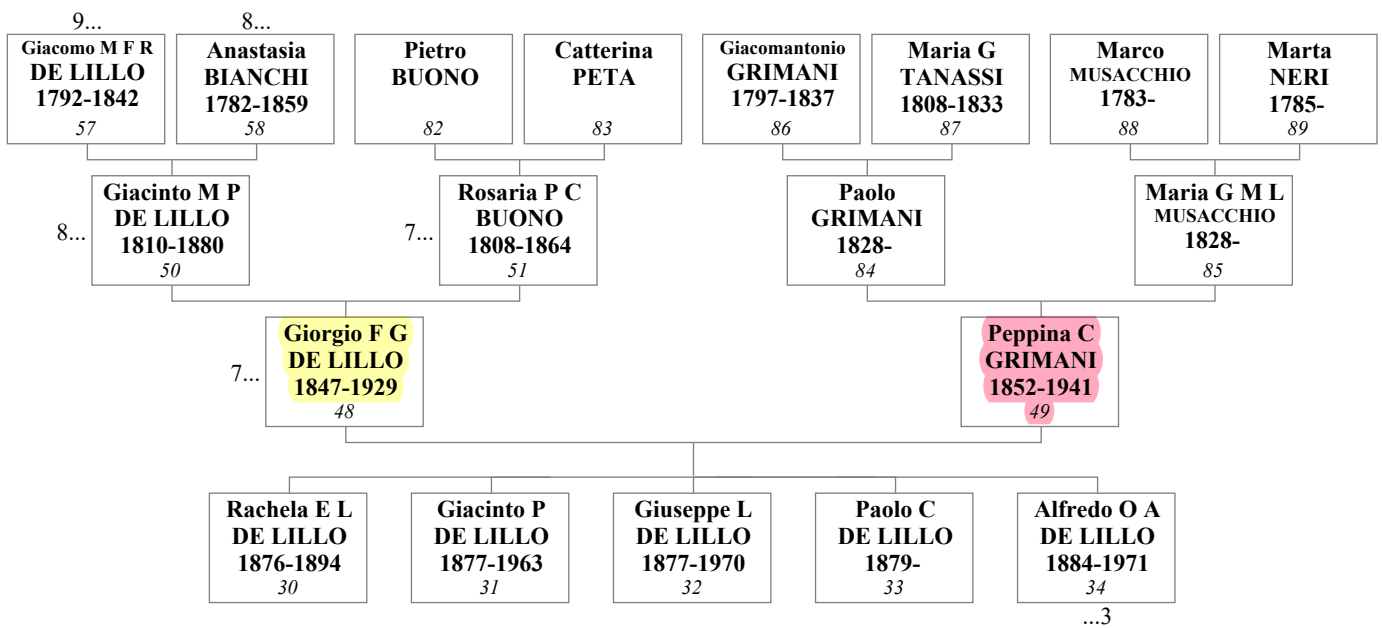 9...
8...
Giacomo M F R
DE LILLO
1792-1842
57
Anastasia
BIANCHI
1782-1859
58
Pietro
BUONO
82
Catterina
PETA
83
Giacomantonio
GRIMANI
1797-1837
86
Maria G
TANASSI
1808-1833
87
Marco
MUSACCHIO
1783-
88
Marta
NERI
1785-
89
8...
Giacinto M P
DE LILLO
1810-1880
50
7...
Rosaria P C
BUONO
1808-1864
51
Paolo
GRIMANI
1828-
84
Maria G M L
MUSACCHIO
1828-
85
7...
Giorgio F G
DE LILLO
1847-1929
48
Peppina C
GRIMANI
1852-1941
49
Rachela E L
DE LILLO
1876-1894
30
Giacinto P
DE LILLO
1877-1963
31
Giuseppe L
DE LILLO
1877-1970
32
Paolo C
DE LILLO
1879-
33
Alfredo O A
DE LILLO
1884-1971
34
...3